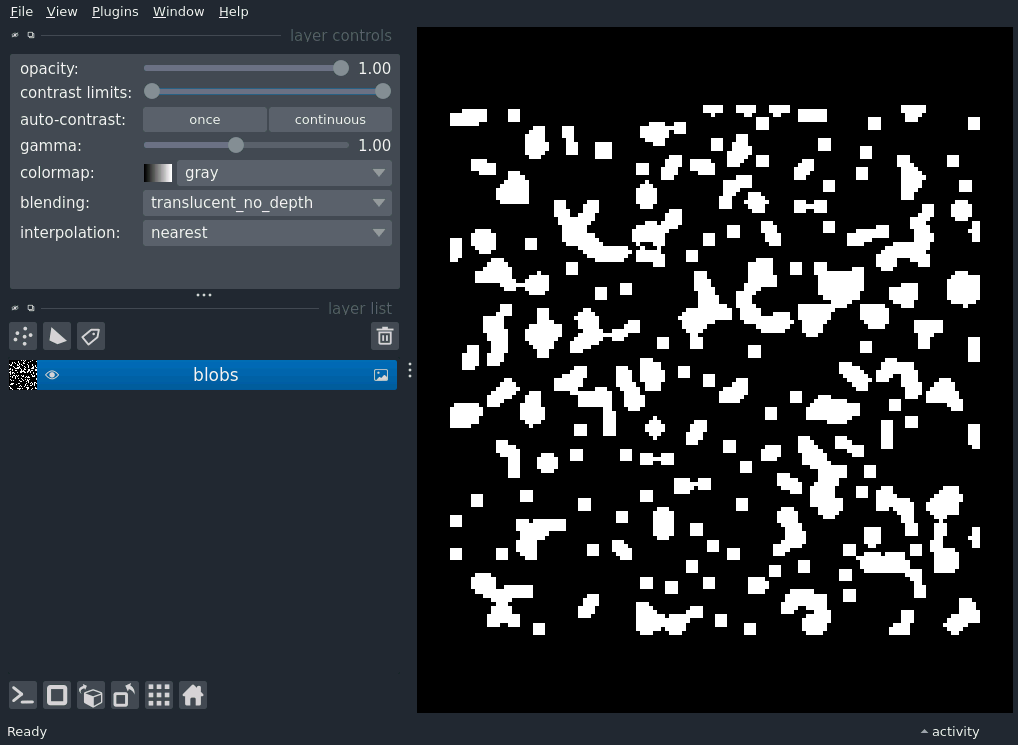 File View Plugins Window Help
layer controls
opacity: 1.00
contrast limits:
auto-contrast: once continuous
gamma: 1.00
colormap: gray
blending: translucent_no_depth
interpolation: nearest
layer list
blobs
Ready activity